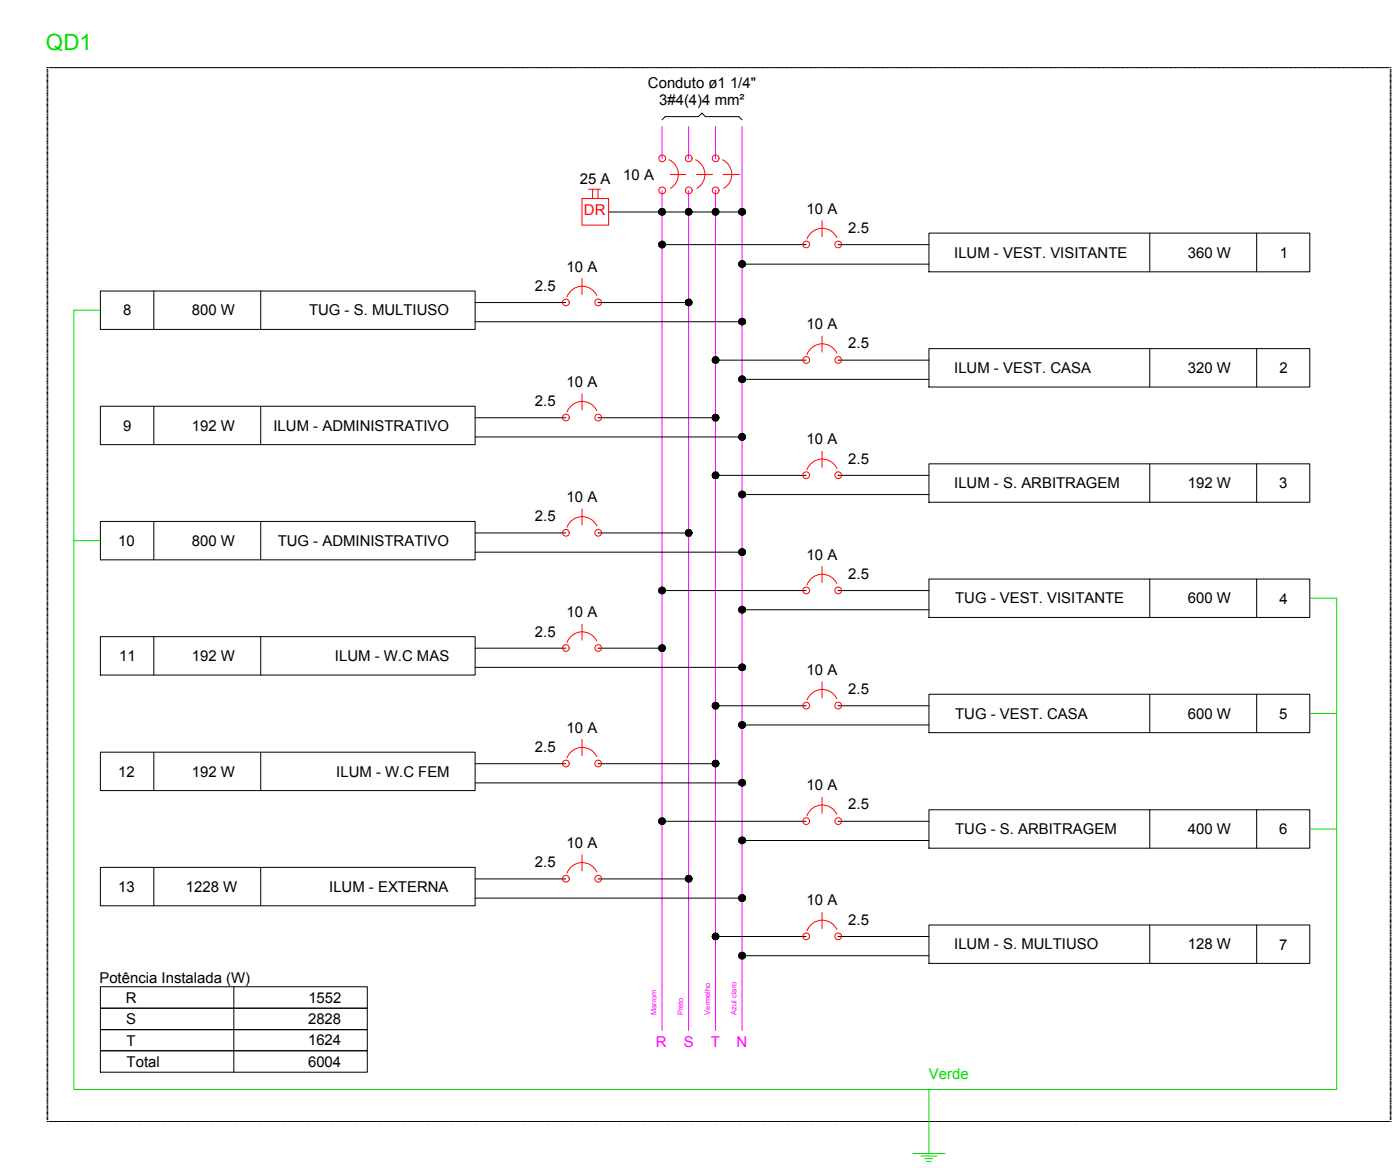 QD1
Conduto ø1 1/4"
3#4(4)4 mm²
25 A
10 A
DR
10 A
2.5
ILUM - VEST. VISITANTE 360 W 1
10 A
2.5
8 800 W TUG - S. MULTIUSO
10 A
2.5
ILUM - VEST. CASA 320 W 2
10 A
2.5
9 192 W ILUM - ADMINISTRATIVO
10 A
2.5
ILUM - S. ARBITRAGEM 192 W 3
10 A
2.5
10 800 W TUG - ADMINISTRATIVO
10 A
2.5
TUG - VEST. VISITANTE 600 W 4
10 A
2.5
11 192 W ILUM - W.C MAS
10 A
2.5
TUG - VEST. CASA 600 W 5
10 A
2.5
12 192 W ILUM - W.C FEM
10 A
2.5
TUG - S. ARBITRAGEM 400 W 6
10 A
2.5
13 1228 W ILUM - EXTERNA
10 A
2.5
ILUM - S. MULTIUSO 128 W 7
Potência Instalada (W)
R 1552
S 2828
T 1624
Total 6004
Marrom
Preto
Vermelho
Azul claro
R S T N
Verde